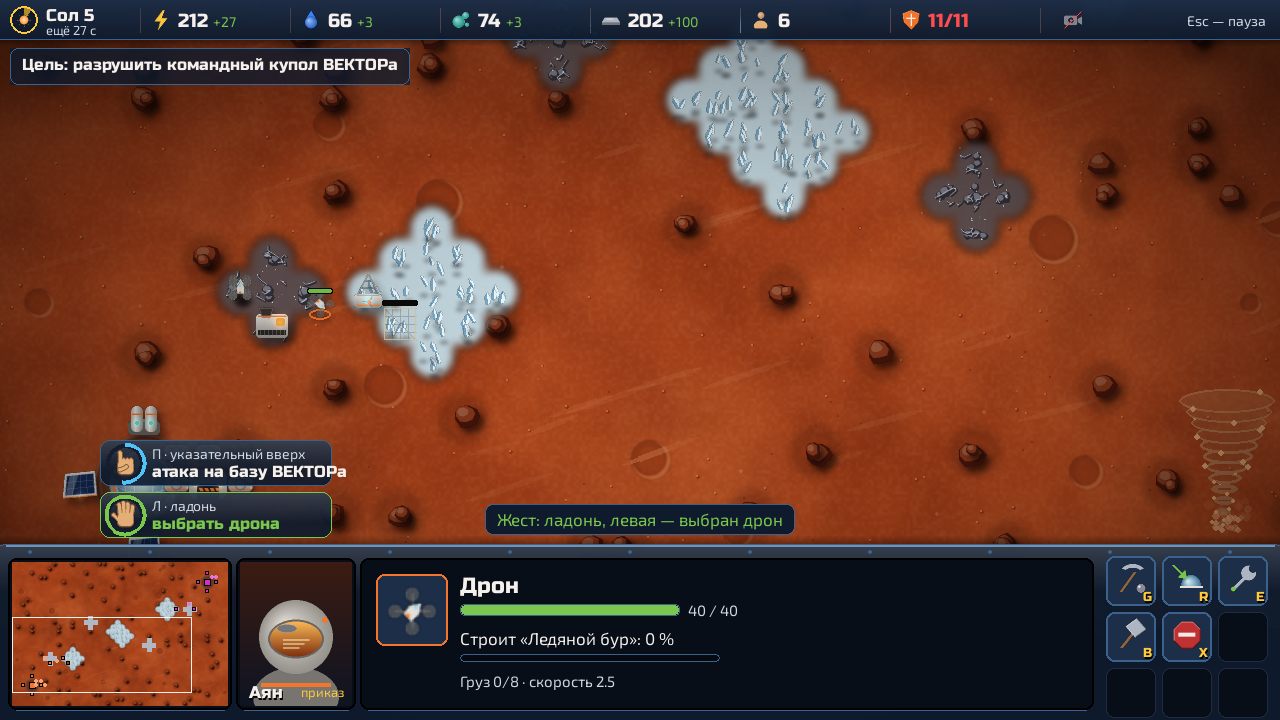 Сол 5
ещё 27 с
212 +27
66 +3
74 +3
202 +100
6
11/11
Esc — пауза
Цель: разрушить командный купол ВЕКТОРа
П · указательный вверх
атака на базу ВЕКТОРа
Л · ладонь
выбрать дрона
Жест: ладонь, левая — выбран дрон
Аян
приказ
Дрон
40 / 40
Строит «Ледяной бур»: 0 %
Груз 0/8 · скорость 2.5
G
R
E
B
X